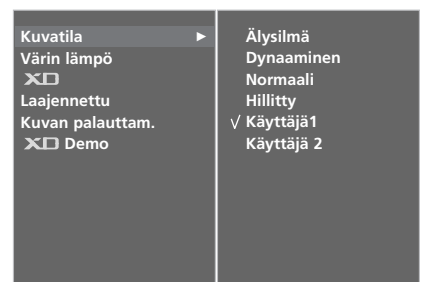 Kuvatila ►
Värin lämpö
XD
Laajennettu
Kuvan palauttam.
XD Demo
Älysilmä
Dynaaminen
Normaali
Hillitty
√ Käyttäjä1
Käyttäjä 2